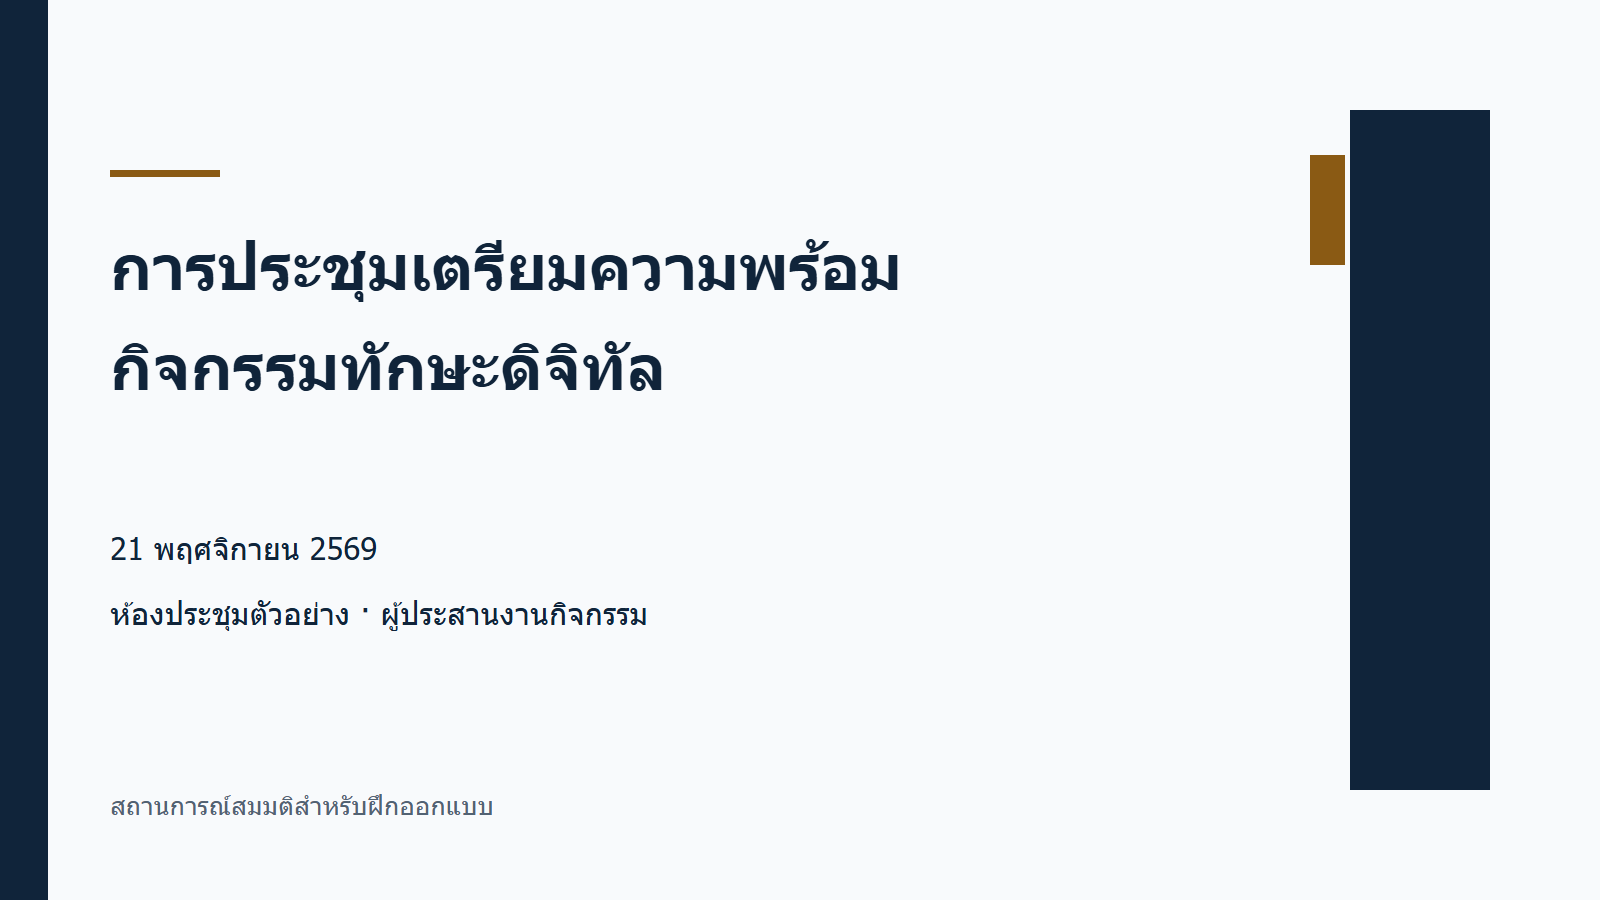 การประชุมเตรียมความพร้อม
กิจกรรมทักษะดิจิทัล
21 พฤศจิกายน 2569
ห้องประชุมตัวอย่าง · ผู้ประสานงานกิจกรรม
สถานการณ์สมมติสำหรับฝึกออกแบบ